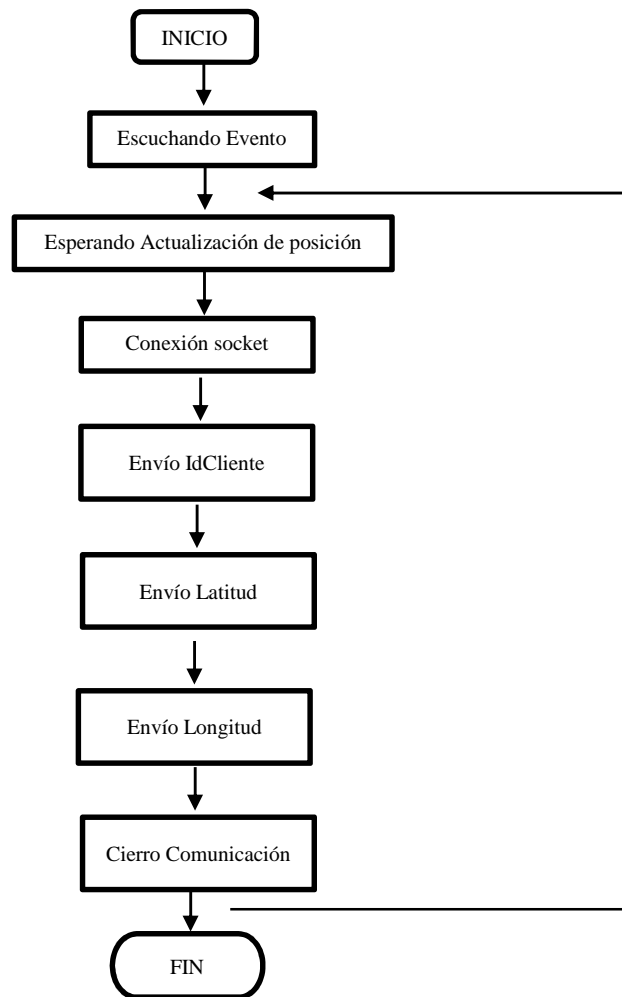 INICIO
Escuchando Evento
Esperando Actualización de posición
Conexión socket
Envío IdCliente
Envío Latitud
Envío Longitud
Cierro Comunicación
FIN